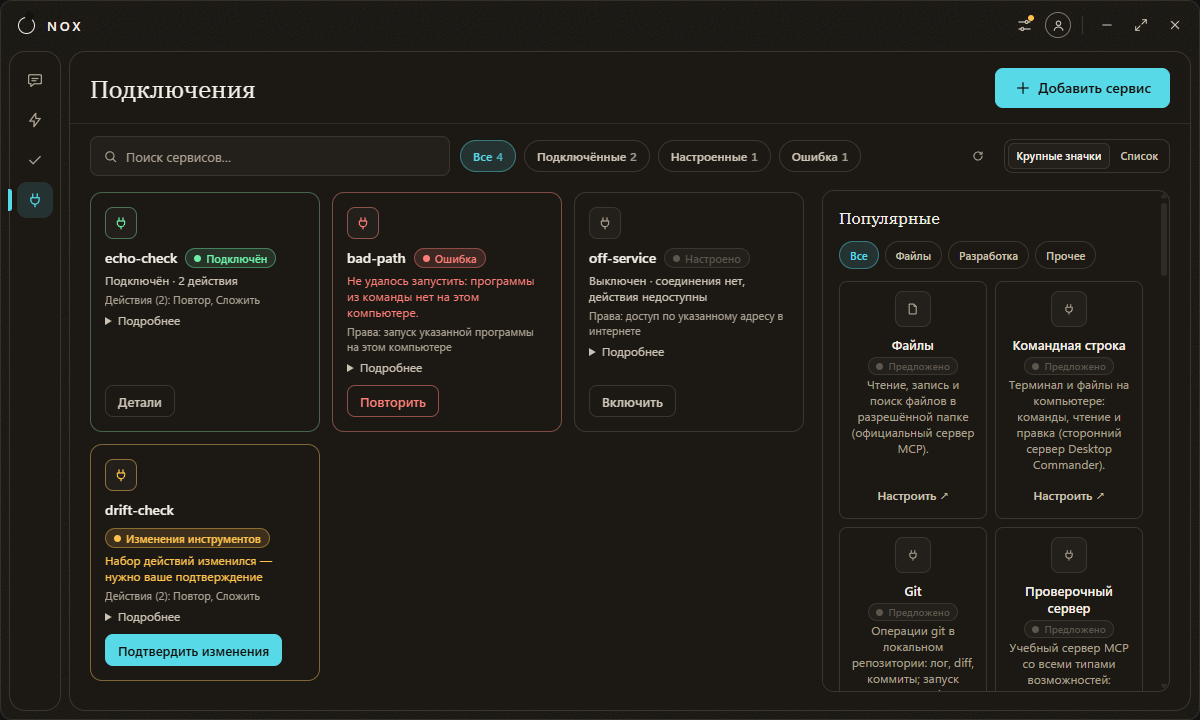 NOX
Подключения
+ Добавить сервис
Поиск сервисов...
Все 4
Подключённые 2
Настроенные 1
Ошибка 1
Крупные значки
Список
echo-check
Подключён
Подключён · 2 действия
Действия (2): Повтор, Сложить
Подробнее
Детали
bad-path
Ошибка
Не удалось запустить: программы
из команды нет на этом
компьютере.
Права: запуск указанной программы
на этом компьютере
Подробнее
Повторить
off-service
Настроено
Выключен · соединения нет,
действия недоступны
Права: доступ по указанному адресу в
интернете
Подробнее
Включить
drift-check
Изменения инструментов
Набор действий изменился —
нужно ваше подтверждение
Действия (2): Повтор, Сложить
Подробнее
Подтвердить изменения
Популярные
Все
Файлы
Разработка
Прочее
Файлы
Предложено
Чтение, запись и
поиск файлов в
разрешённой папке
(официальный сервер
MCP).
Настроить ↗
Командная строка
Предложено
Терминал и файлы на
компьютере:
команды, чтение и
правка (сторонний
сервер Desktop
Commander).
Настроить ↗
Git
Предложено
Операции git в
локальном
репозитории: лог, diff,
коммиты; запуск
Проверочный
сервер
Предложено
Учебный сервер MCP
со всеми типами
возможностей: